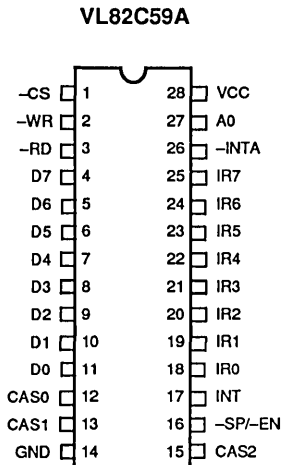 VL82C59A
–CS 1 28 VCC
–WR 2 27 A0
–RD 3 26 –INTA
D7 4 25 IR7
D6 5 24 IR6
D5 6 23 IR5
D4 7 22 IR4
D3 8 21 IR3
D2 9 20 IR2
D1 10 19 IR1
D0 11 18 IR0
CAS0 12 17 INT
CAS1 13 16 –SP/–EN
GND 14 15 CAS2